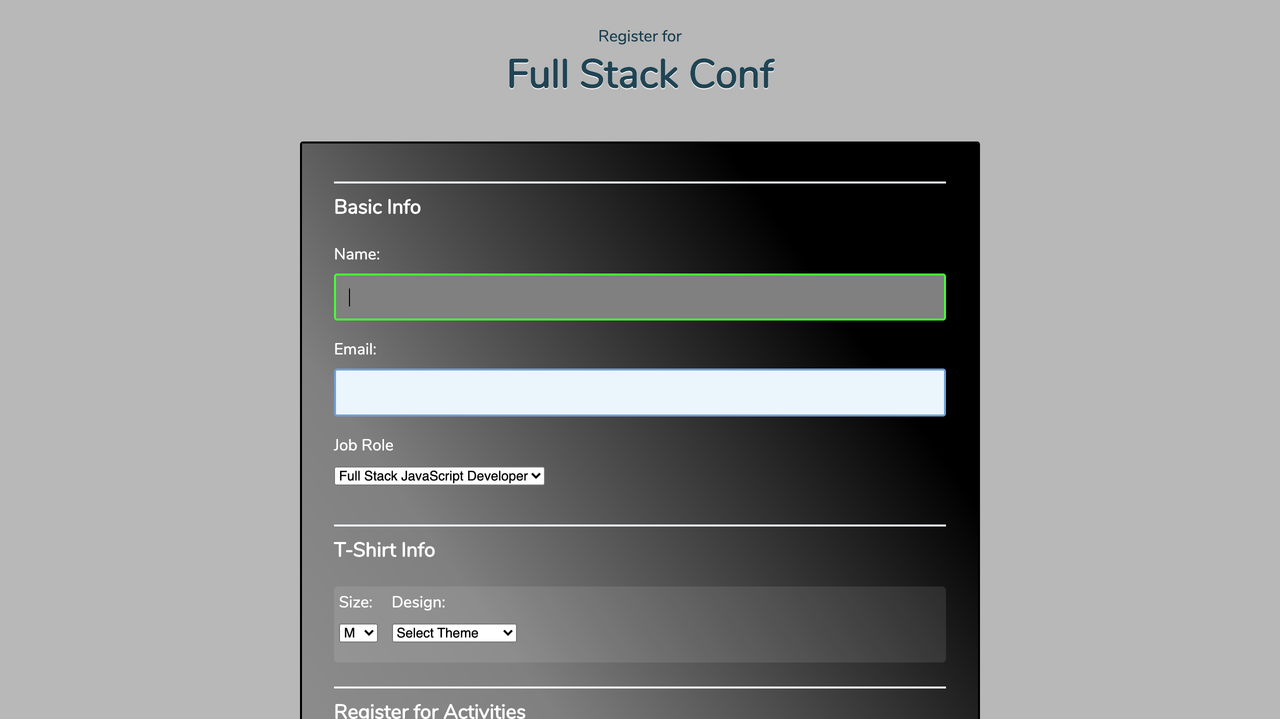 Register for
Full Stack Conf
Basic Info
Name:
Email:
Job Role
Full Stack JavaScript Developer
T-Shirt Info
Size: Design:
M Select Theme
Register for Activities